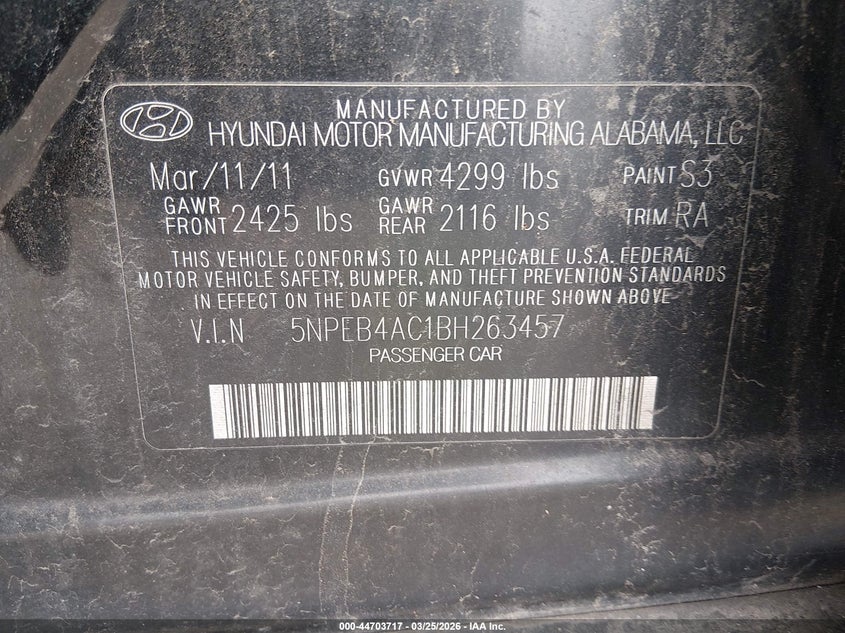 MANUFACTURED BY
HYUNDAI MOTOR MANUFACTURING ALABAMA, LLC
Mar/11/11 GVWR 4299 lbs PAINT S3
GAWR FRONT 2425 lbs GAWR REAR 2116 lbs TRIM RA
THIS VEHICLE CONFORMS TO ALL APPLICABLE U.S.A. FEDERAL
MOTOR VEHICLE SAFETY, BUMPER, AND THEFT PREVENTION STANDARDS
IN EFFECT ON THE DATE OF MANUFACTURE SHOWN ABOVE
V.I.N 5NPEB4AC1BH263457
PASSENGER CAR
000-44703717 - 03/25/2026 - IAA Inc.